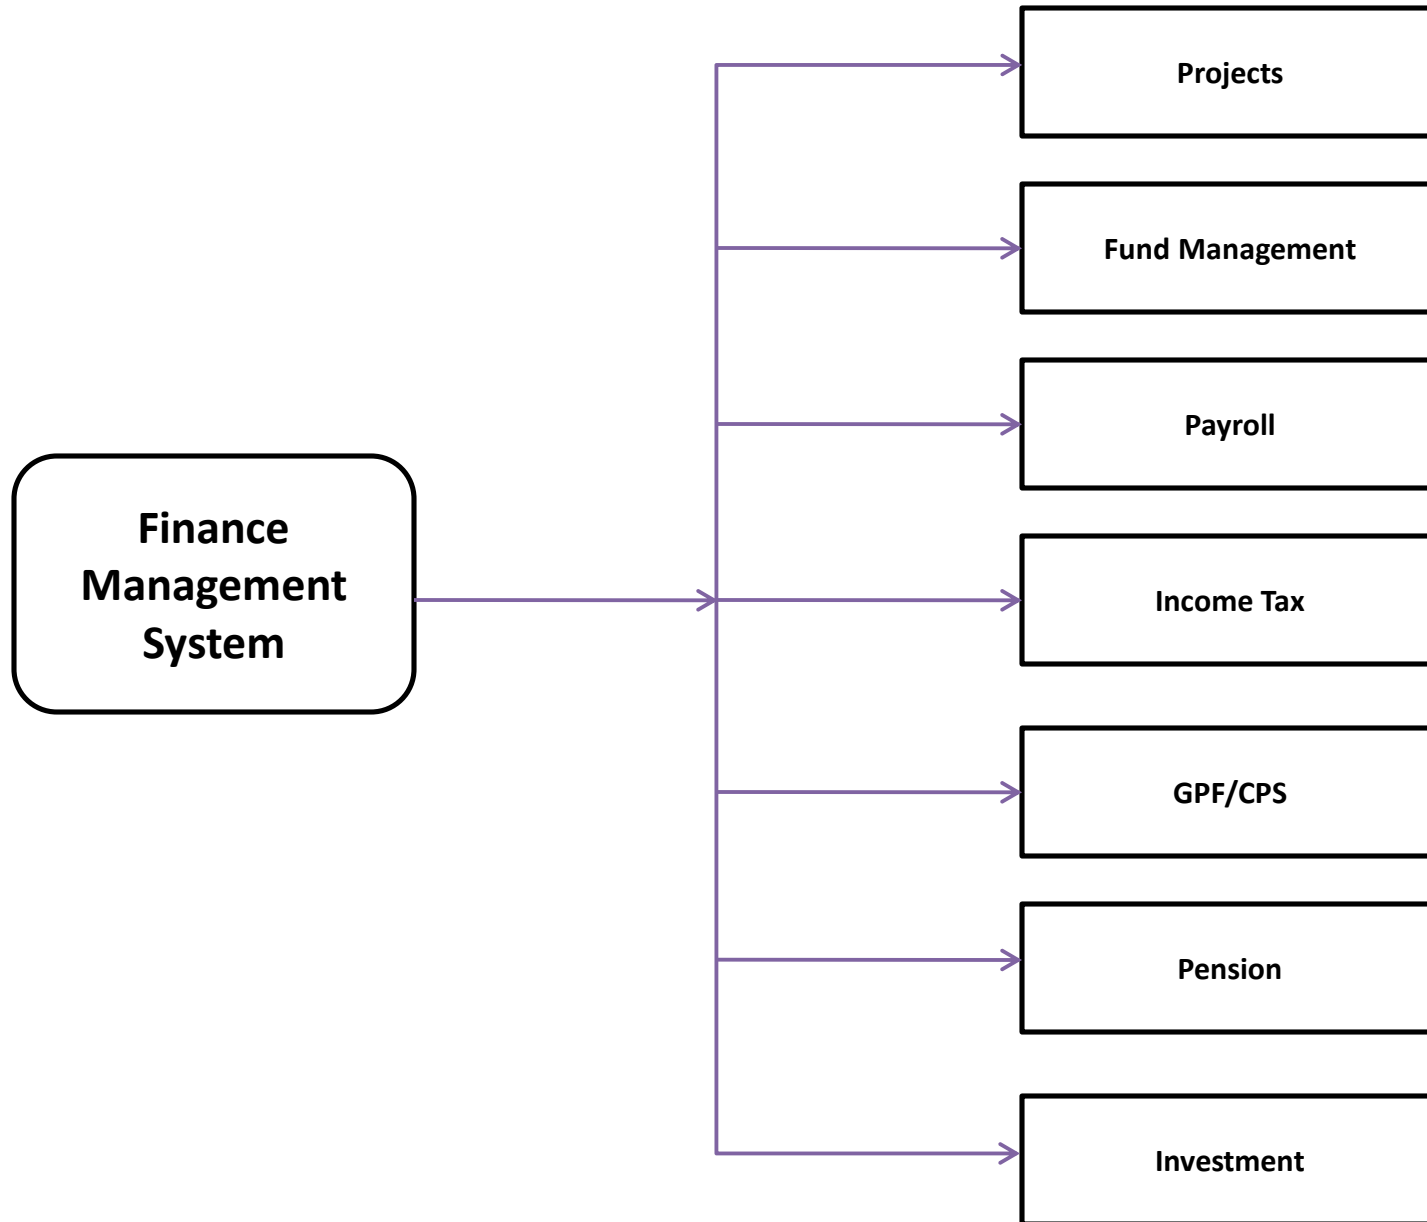 Projects
Fund Management
Payroll
Finance
Management
System
Income Tax
GPF/CPS
Pension
Investment